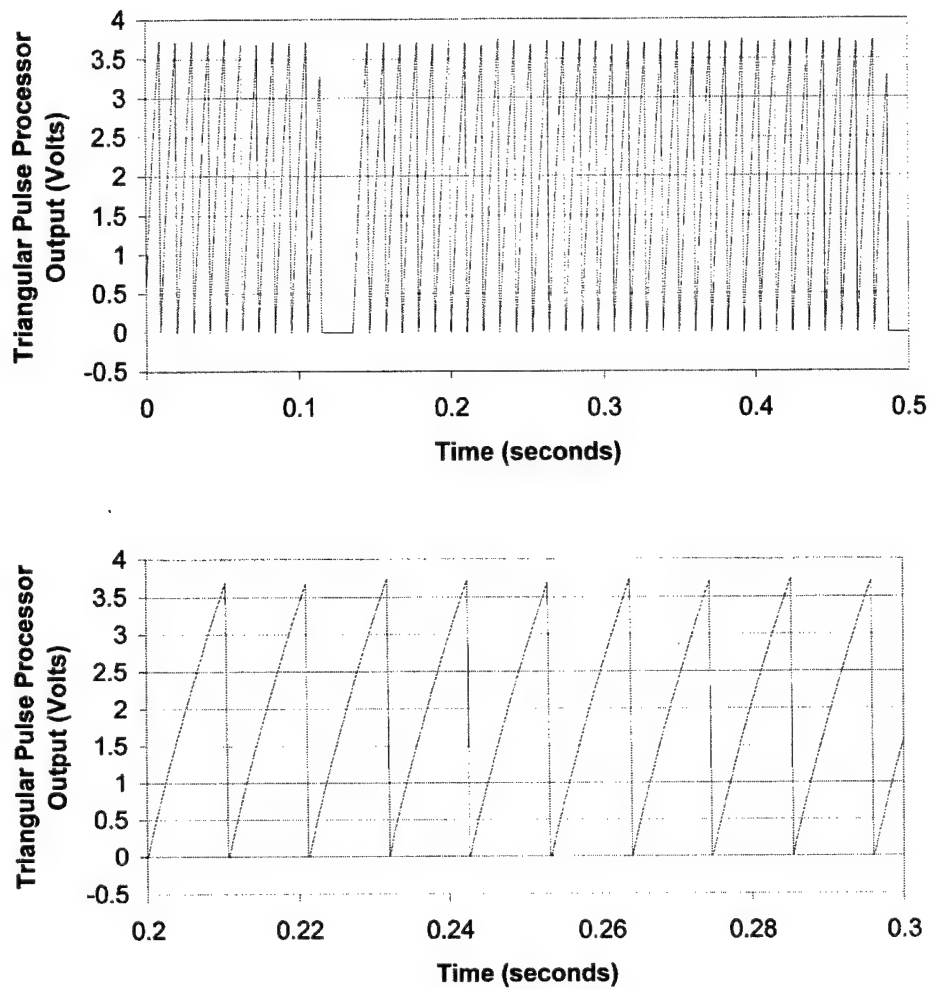 Triangular Pulse Processor
Output (Volts)
4
3.5
3
2.5
2
1.5
1
0.5
0
-0.5
0 0.1 0.2 0.3 0.4 0.5
Time (seconds)
Triangular Pulse Processor
Output (Volts)
4
3.5
3
2.5
2
1.5
1
0.5
0
-0.5
0.2 0.22 0.24 0.26 0.28 0.3
Time (seconds)